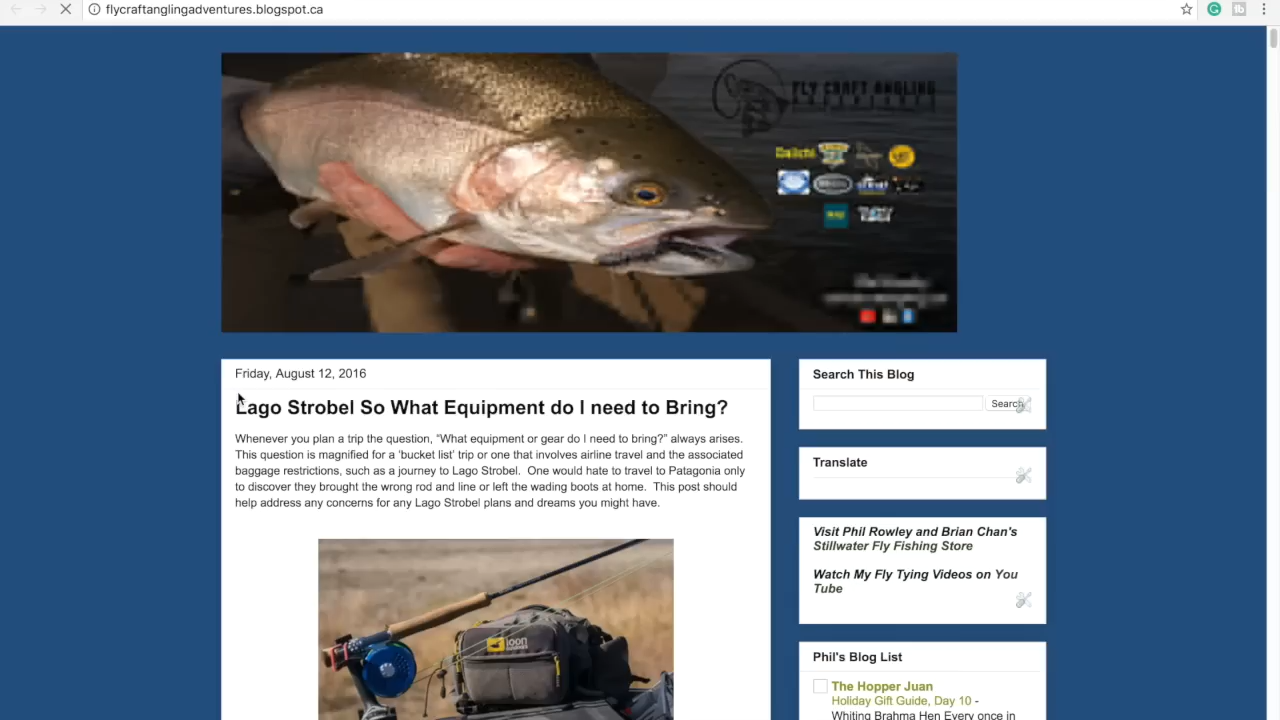 flycraftanglingadventures.blogspot.ca
FLY CRAFT ANGLING
Friday, August 12, 2016
Lago Strobel So What Equipment do I need to Bring?
Whenever you plan a trip the question, “What equipment or gear do I need to bring?” always arises.
This question is magnified for a ‘bucket list’ trip or one that involves airline travel and the associated
baggage restrictions, such as a journey to Lago Strobel.  One would hate to travel to Patagonia only
to discover they brought the wrong rod and line or left the wading boots at home.  This post should
help address any concerns for any Lago Strobel plans and dreams you might have.
loon
Search This Blog
Search
Translate
Visit Phil Rowley and Brian Chan's
Stillwater Fly Fishing Store
Watch My Fly Tying Videos on You
Tube
Phil's Blog List
The Hopper Juan
Holiday Gift Guide, Day 10 -
Whiting Brahma Hen Every once in